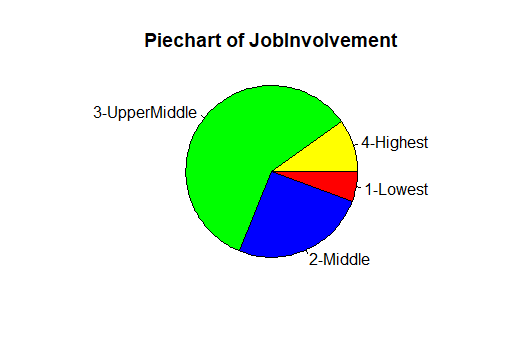 Piechart of JobInvolvement
3-UpperMiddle
4-Highest
1-Lowest
2-Middle